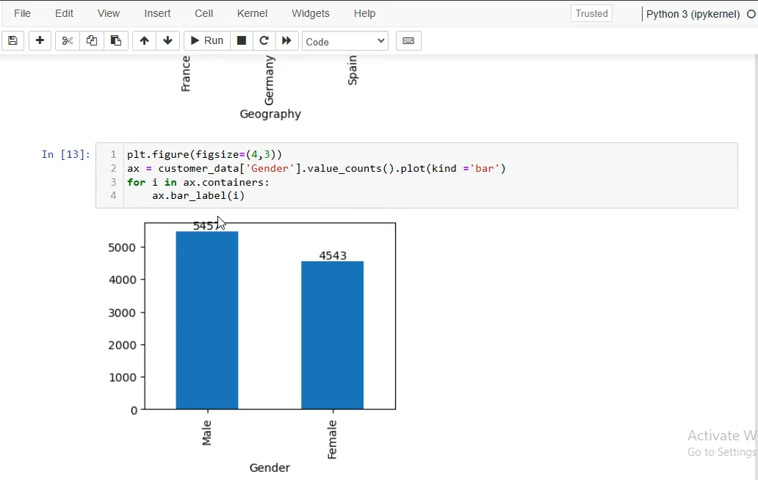 File Edit View Insert Cell Kernel Widgets Help Trusted Python 3 (ipykernel)
Run Code
France Germany Spain
Geography
In [13]:
1 plt.figure(figsize=(4,3))
2 ax = customer_data['Gender'].value_counts().plot(kind ='bar')
3 for i in ax.containers:
4 ax.bar_label(i)
5457
5000
4543
4000
3000
2000
1000
0
Male Female
Gender
Activate W
Go to Settings